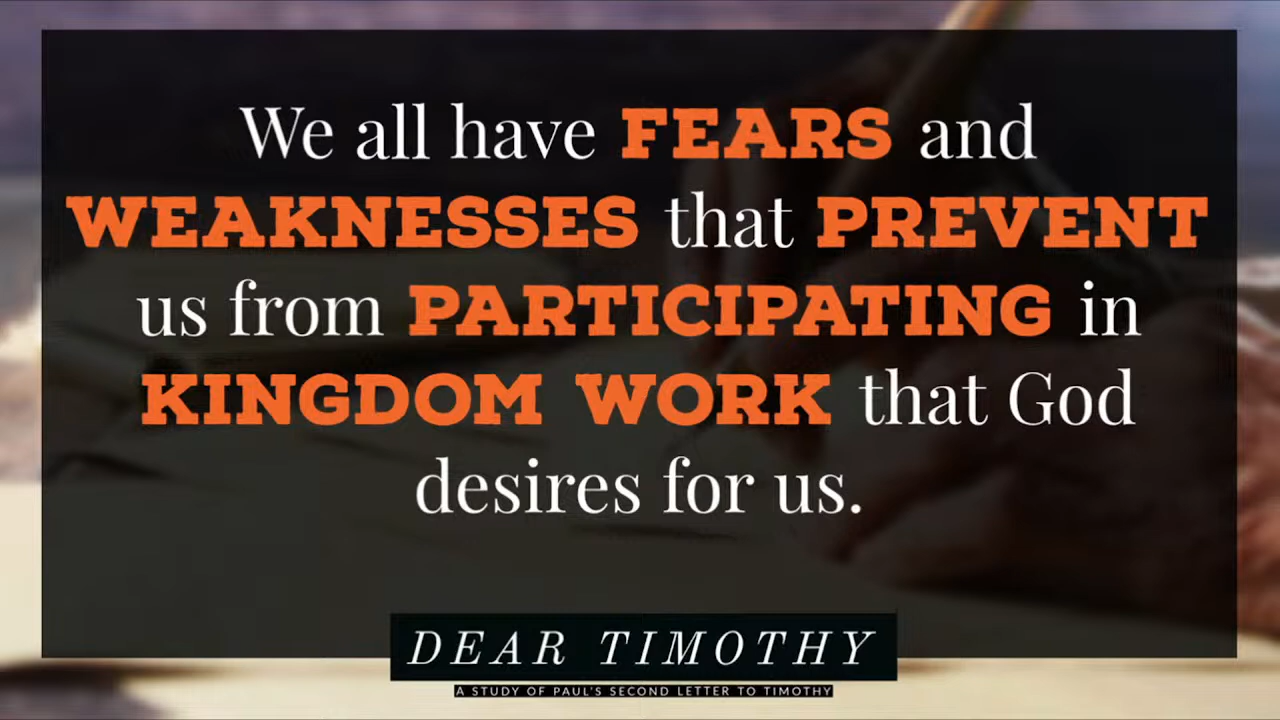 We all have FEARS and
WEAKNESSES that PREVENT
us from PARTICIPATING in
KINGDOM WORK that God
desires for us.
DEAR TIMOTHY
A STUDY OF PAUL'S SECOND LETTER TO TIMOTHY